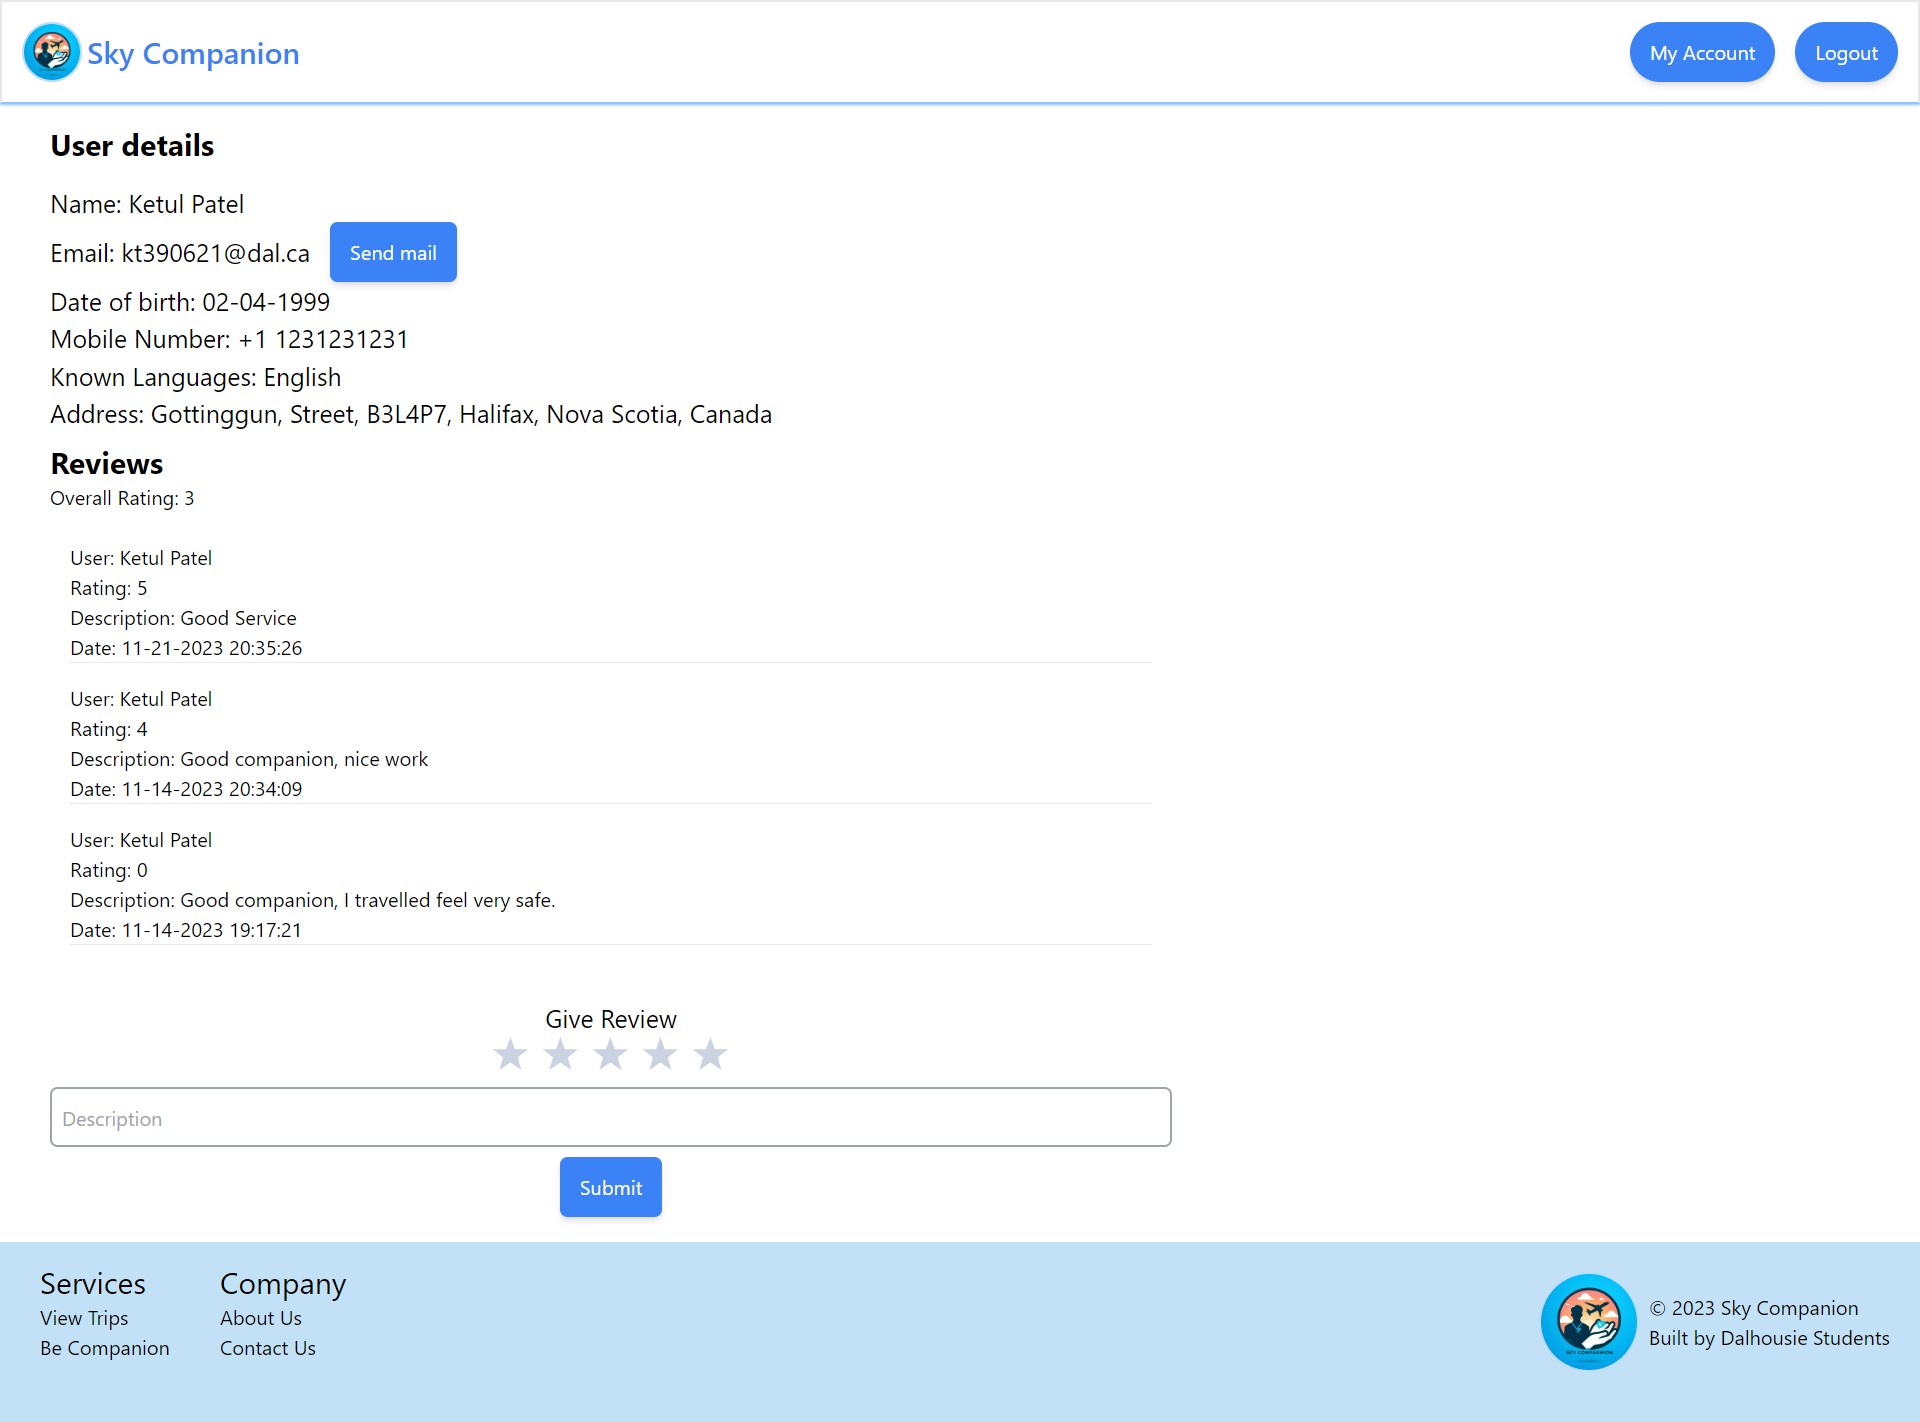 Sky Companion
My Account
Logout
User details
Name: Ketul Patel
Email: kt390621@dal.ca
Send mail
Date of birth: 02-04-1999
Mobile Number: +1 1231231231
Known Languages: English
Address: Gottinggun, Street, B3L4P7, Halifax, Nova Scotia, Canada
Reviews
Overall Rating: 3
User: Ketul Patel
Rating: 5
Description: Good Service
Date: 11-21-2023 20:35:26
User: Ketul Patel
Rating: 4
Description: Good companion, nice work
Date: 11-14-2023 20:34:09
User: Ketul Patel
Rating: 0
Description: Good companion, I travelled feel very safe.
Date: 11-14-2023 19:17:21
Give Review
Description
Submit
Services
View Trips
Be Companion
Company
About Us
Contact Us
© 2023 Sky Companion
Built by Dalhousie Students